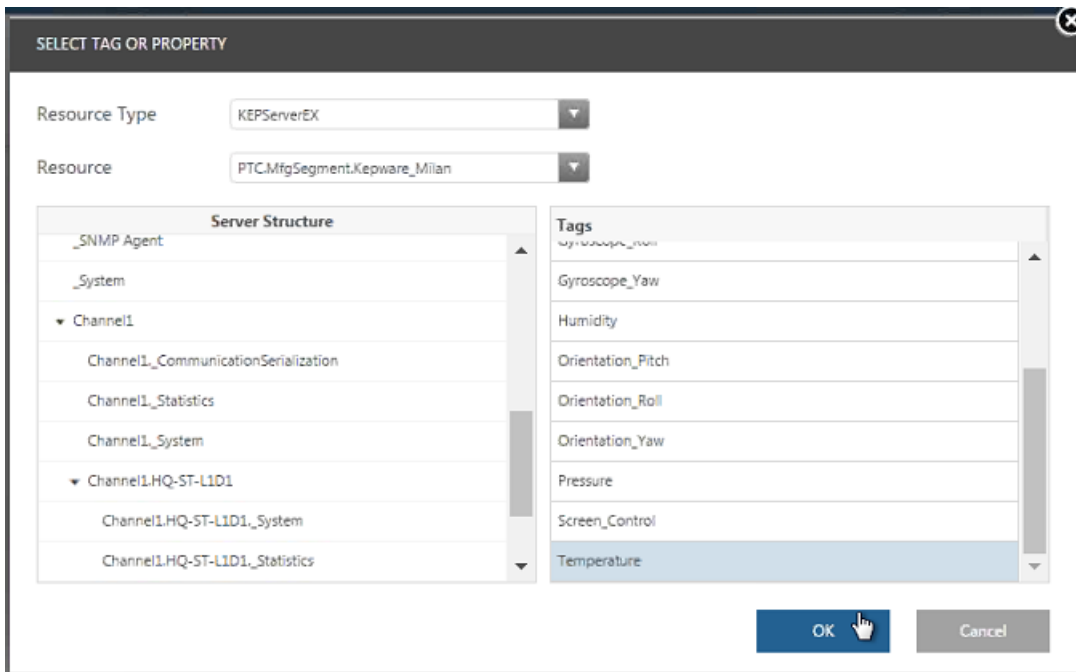 SELECT TAG OR PROPERTY
Resource Type
KEPServerEX
Resource
PTC.MfgSegment.Kepware_Milan
Server Structure
_SNMP Agent
_System
Channel1
Channel1._CommunicationSerialization
Channel1._Statistics
Channel1._System
Channel1.HQ-ST-L1D1
Channel1.HQ-ST-L1D1._System
Channel1.HQ-ST-L1D1._Statistics
Tags
Gyroscope_Roll
Gyroscope_Yaw
Humidity
Orientation_Pitch
Orientation_Roll
Orientation_Yaw
Pressure
Screen_Control
Temperature
OK
Cancel